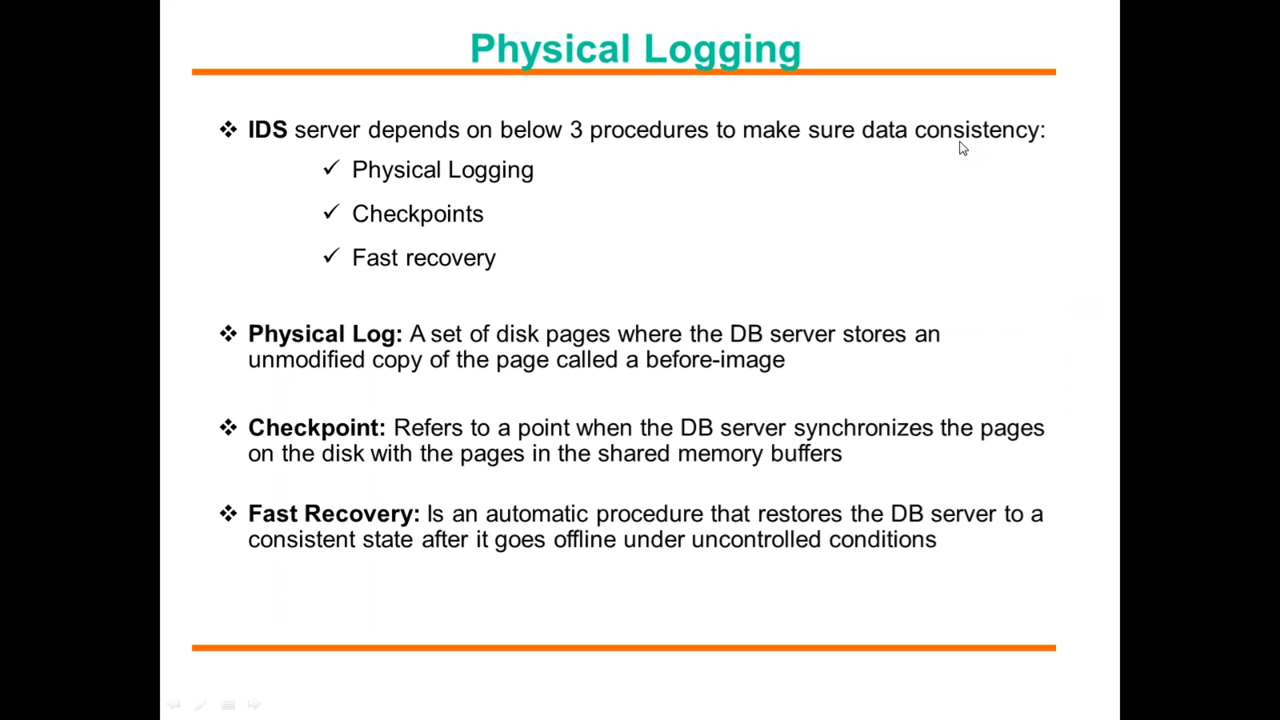 Physical Logging
❖ IDS server depends on below 3 procedures to make sure data consistency:
✓ Physical Logging
✓ Checkpoints
✓ Fast recovery
❖ Physical Log: A set of disk pages where the DB server stores an
unmodified copy of the page called a before-image
❖ Checkpoint: Refers to a point when the DB server synchronizes the pages
on the disk with the pages in the shared memory buffers
❖ Fast Recovery: Is an automatic procedure that restores the DB server to a
consistent state after it goes offline under uncontrolled conditions